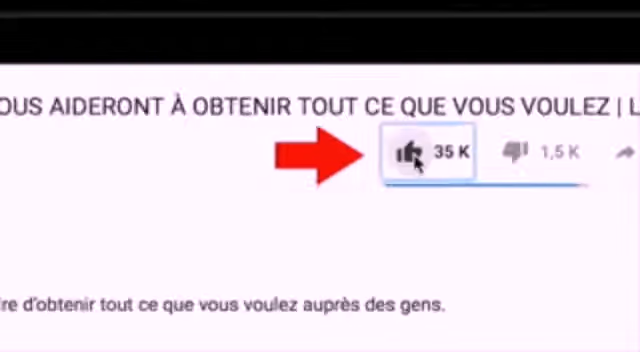 OUS AIDERONT À OBTENIR TOUT CE QUE VOUS VOULEZ | L
35 K 1,5 K
re d'obtenir tout ce que vous voulez auprès des gens.